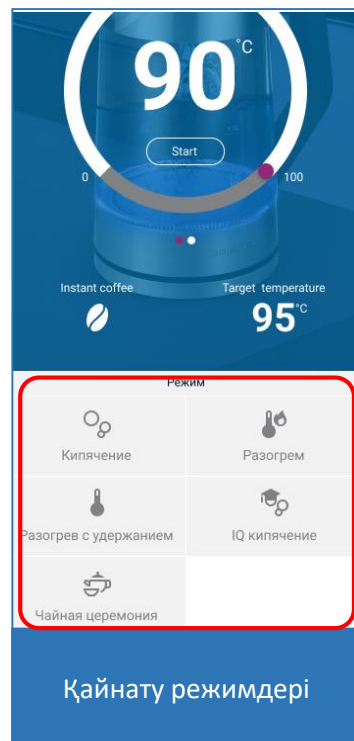 90 °C
Start
0 100
Instant coffee Target temperature
95 °C
Режим
Кипячение Разогрем
Разогрев с удержанием IQ кипячение
Чайная церемония
Қайнату режимдері